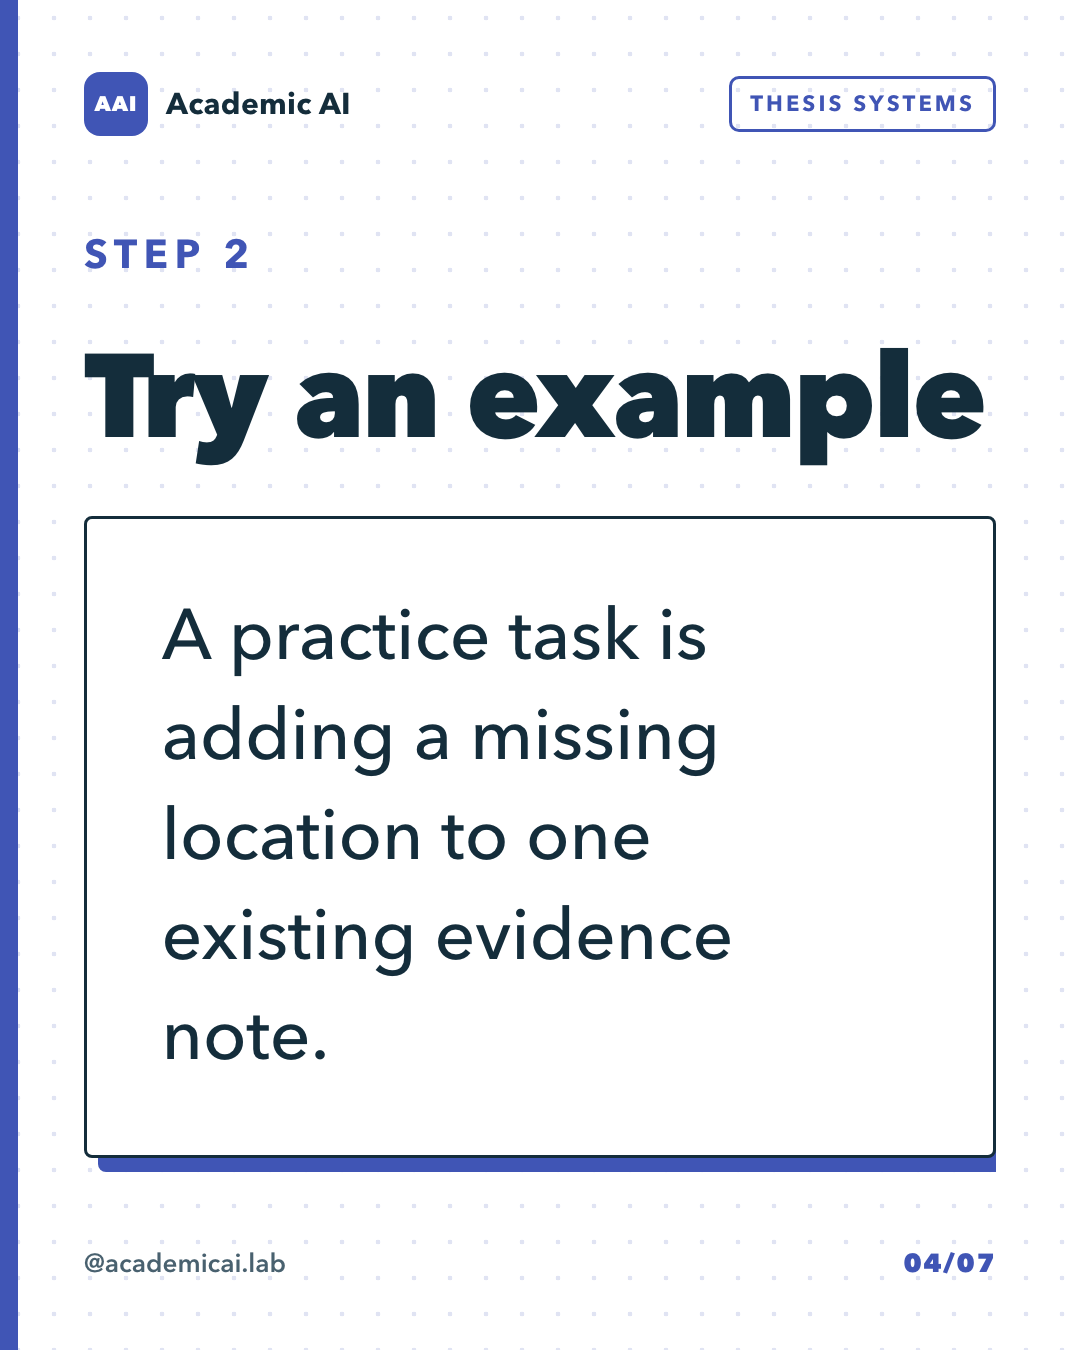 AAI
Academic AI
THESIS SYSTEMS
STEP 2
Try an example
A practice task is
adding a missing
location to one
existing evidence
note.
@academicai.lab
04/07